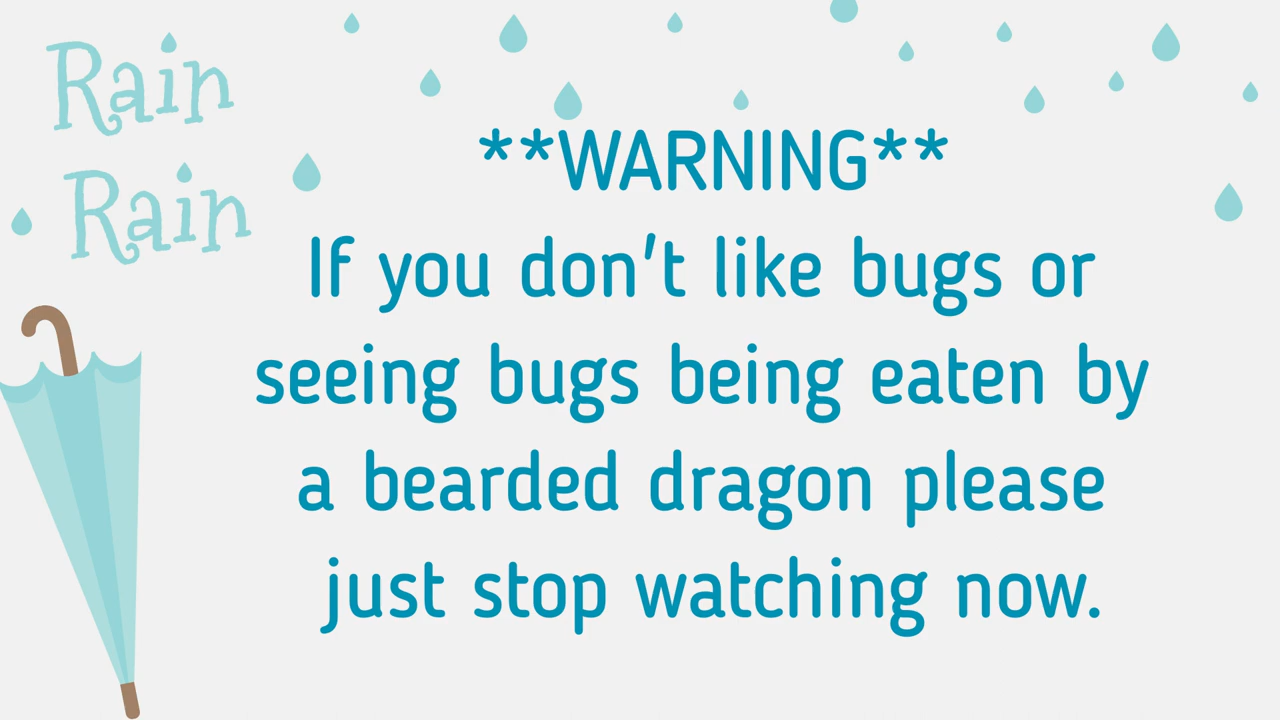 Rain
Rain
**WARNING**
If you don't like bugs or
seeing bugs being eaten by
a bearded dragon please
just stop watching now.